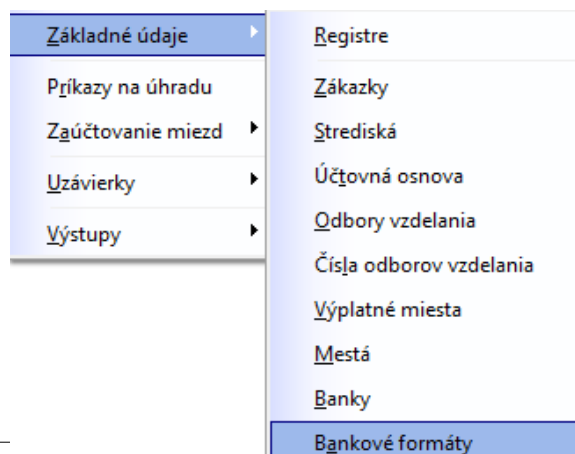 Základné údaje
Príkazy na úhradu
Zaúčtovanie miezd
Uzávierky
Výstupy
Registre
Zákazky
Strediská
Účtovná osnova
Odbory vzdelania
Čísla odborov vzdelania
Výplatné miesta
Mestá
Banky
Bankové formáty